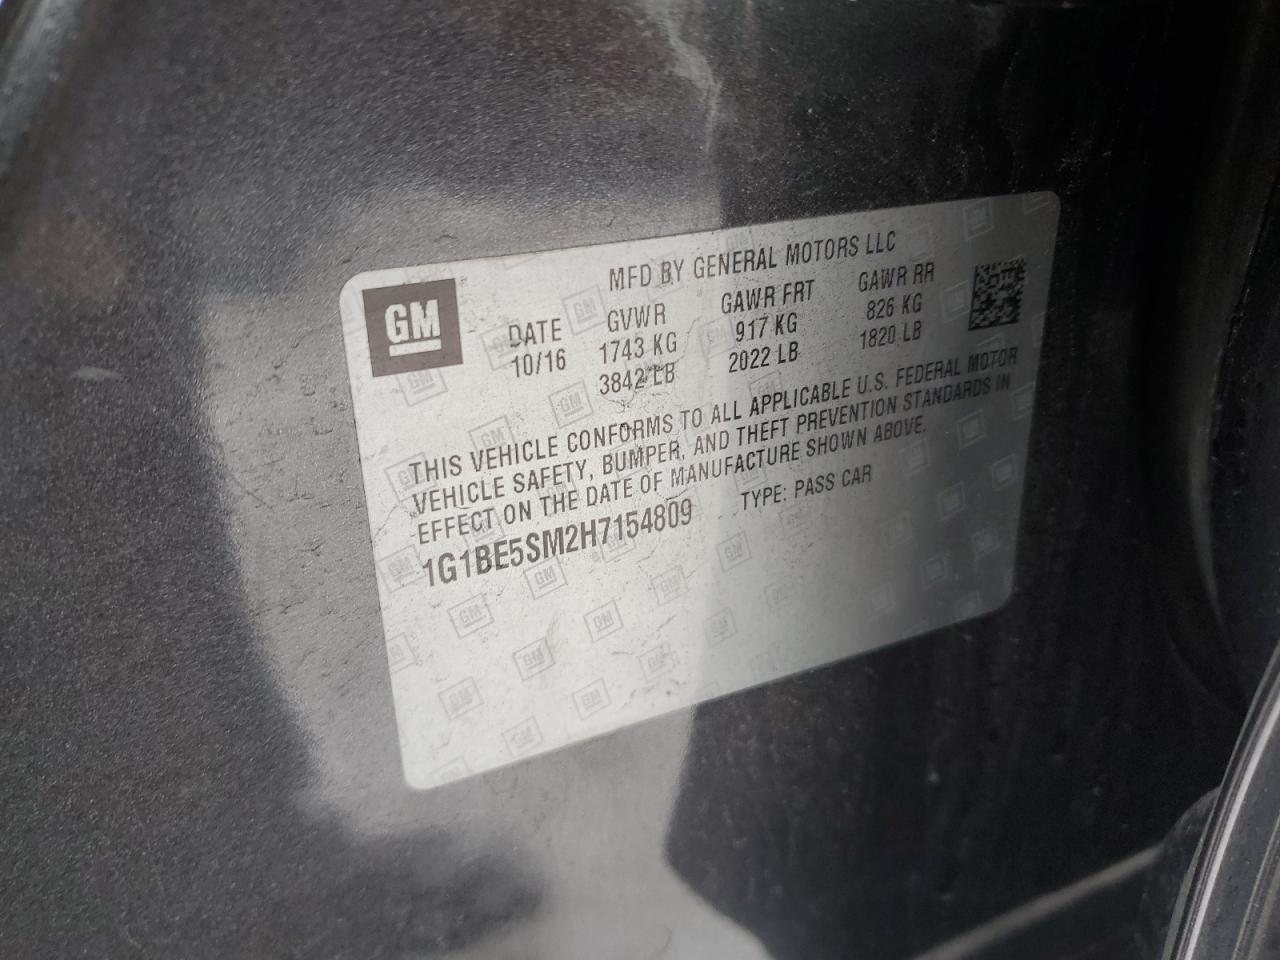 MFD BY GENERAL MOTORS LLC
GM
DATE GVWR GAWR FRT GAWR RR
10/16 1743 KG 917 KG 826 KG
3842 LB 2022 LB 1820 LB
THIS VEHICLE CONFORMS TO ALL APPLICABLE U.S. FEDERAL MOTOR
VEHICLE SAFETY, BUMPER, AND THEFT PREVENTION STANDARDS IN
EFFECT ON THE DATE OF MANUFACTURE SHOWN ABOVE.
1G1BE5SM2H7154809 TYPE: PASS CAR